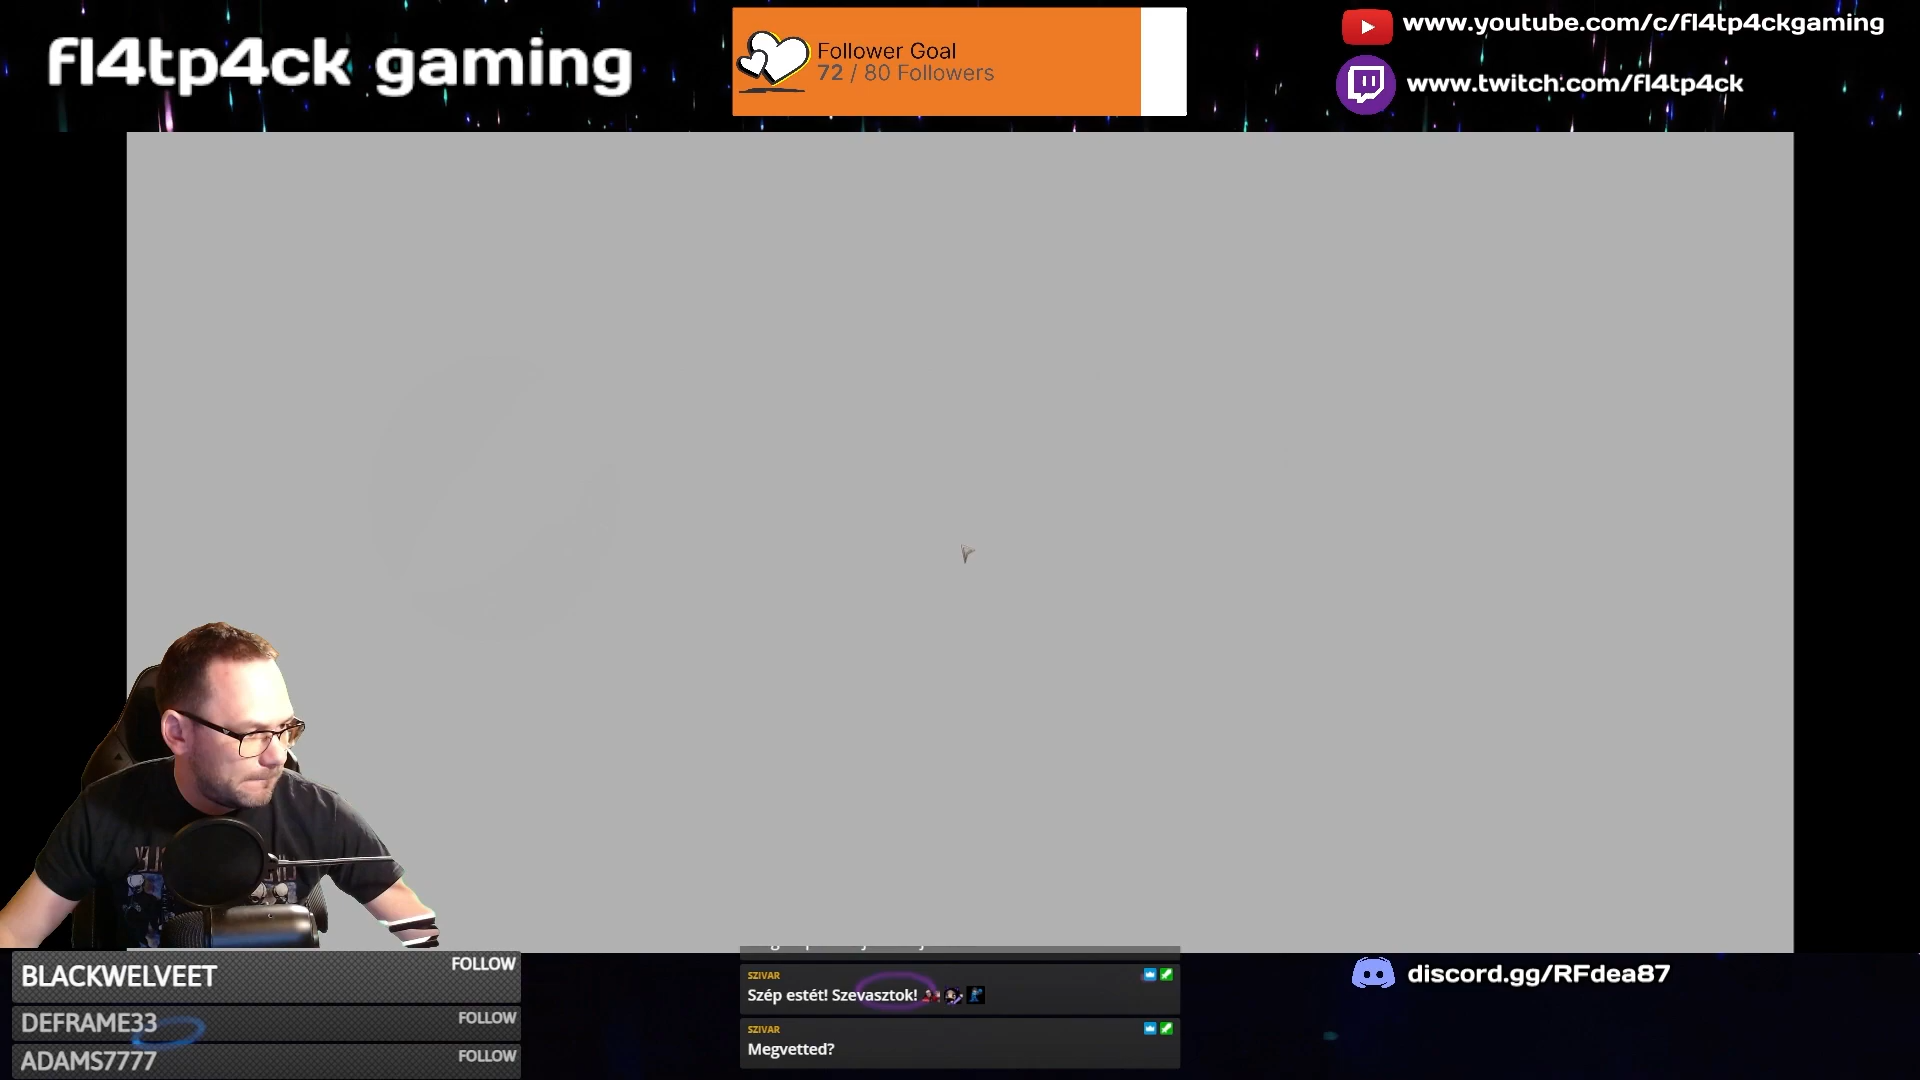 fl4tp4ck gaming
Follower Goal
72 / 80 Followers
www.youtube.com/c/fl4tp4ckgaming
www.twitch.com/fl4tp4ck
BLACKWELVEET
FOLLOW
DEFRAME33
FOLLOW
ADAMS7777
FOLLOW
SZIVAR
Szép estét! Szevasztok!
SZIVAR
Megvetted?
discord.gg/RFdea87